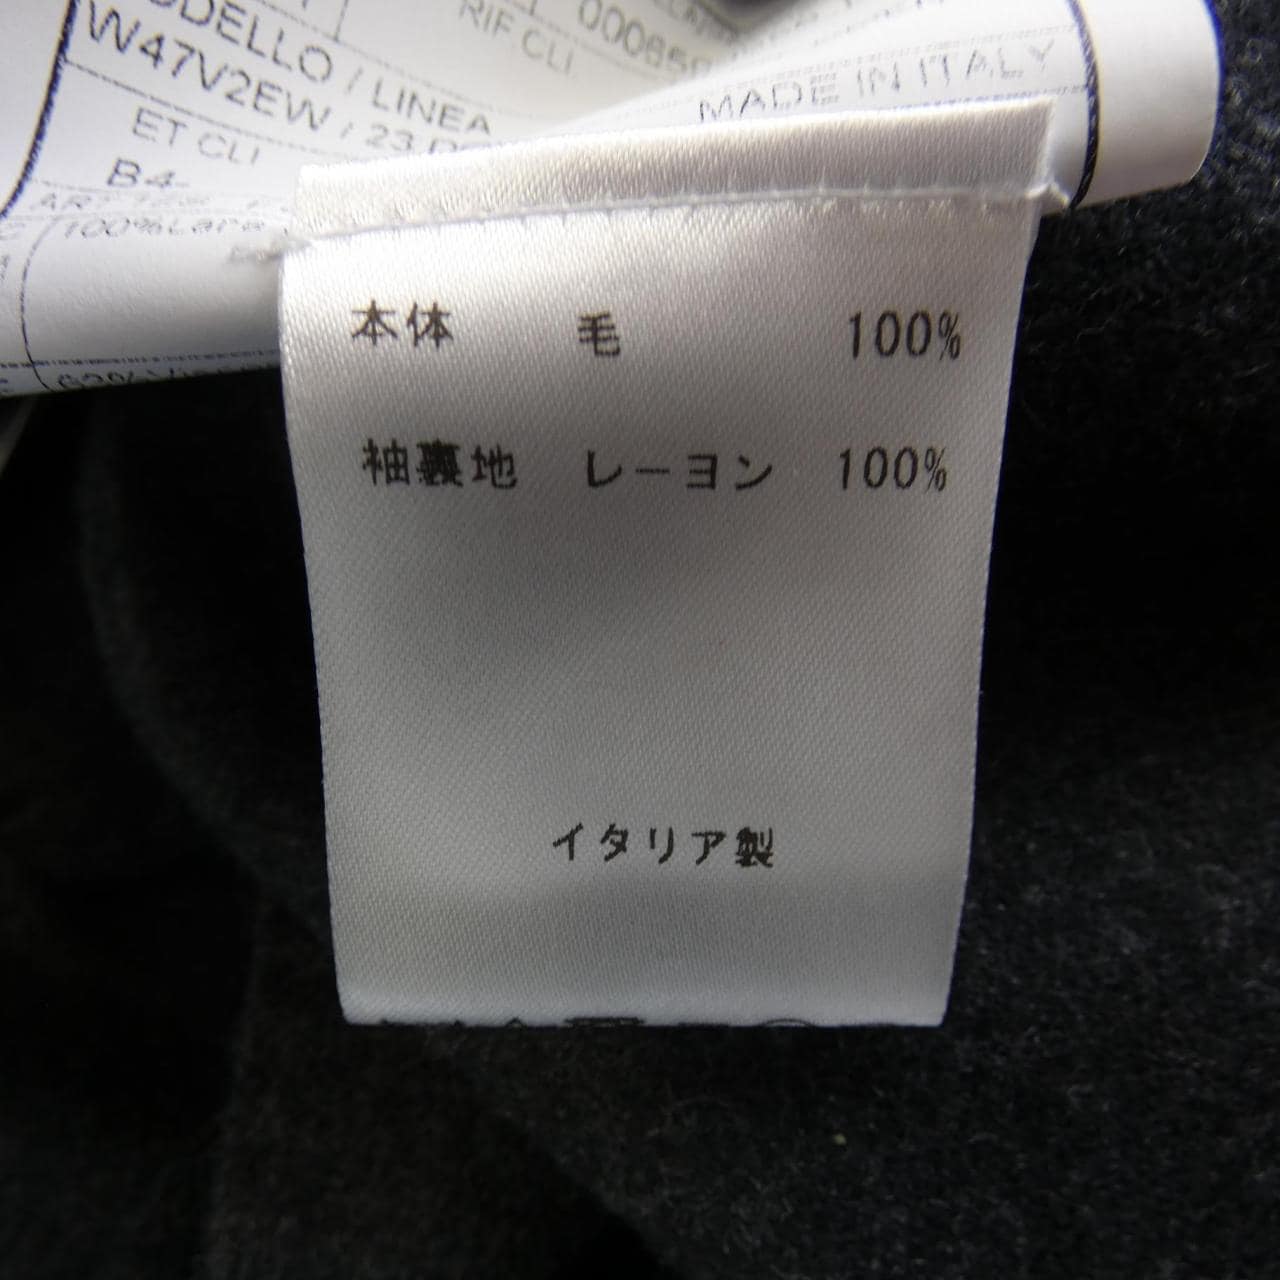 RIF CLI.
MADE IN ITALY
/ LINEA
W47V2EW / 23
ET CLI
B4-
本体 毛 100%
袖裏地 レーヨン 100%
イタリア製